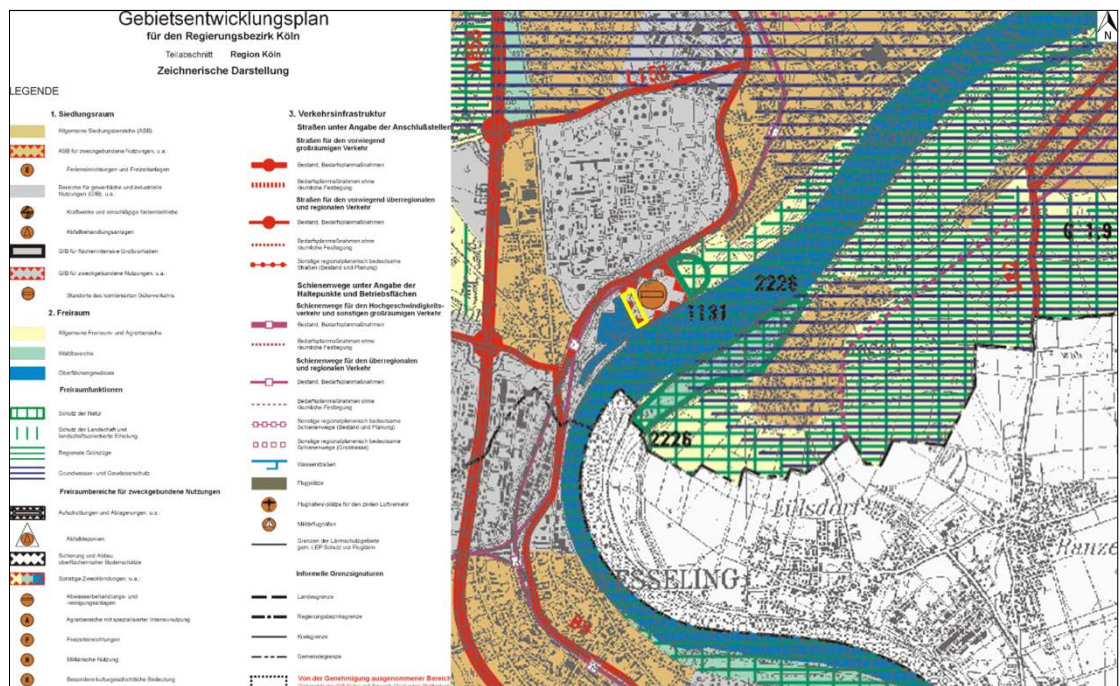 Gebietsentwicklungsplan
für den Regierungsbezirk Köln
Teilabschnitt Region Köln
Zeichnerische Darstellung
LEGENDE
1. Siedlungsraum
Allgemeine Siedlungsbereiche (ASB)
ASB für zweckgebundene Nutzungen, u.a.:
E
Ferieneinrichtungen und Freizeitanlagen
Bereiche für gewerbliche und industrielle
Nutzungen (GIB), u.a.:
Kraftwerke und einschlägige Nebenbetriebe
Abfallbehandlungsanlagen
GIB für flächenintensive Großvorhaben
GIB für zweckgebundene Nutzungen, u.a.:
Standorte des kombinierten Güterverkehrs
2. Freiraum
Allgemeine Freiraum- und Agrarbereiche
Waldbereiche
Oberflächengewässer
Freiraumfunktionen
Schutz der Natur
Schutz der Landschaft und
landschaftsorientierte Erholung
Regionale Grünzüge
Grundwasser- und Gewässerschutz
Freiraumbereiche für zweckgebundene Nutzungen
Aufschüttungen und Ablagerungen, u.a.:
Abfalldeponien
Sicherung und Abbau
oberflächennaher Bodenschätze
Sonstige Zweckbindungen, u.a.:
Abwasserbehandlungs- und
-reinigungsanlagen
A
Agrarbereiche mit spezialisierter Intensivnutzung
F
Freizeiteinrichtungen
Militärische Nutzung
K
Besondere kulturgeschichtliche Bedeutung
3. Verkehrsinfrastruktur
Straßen unter Angabe der Anschlußstellen
Straßen für den vorwiegend
großräumigen Verkehr
Bestand, Bedarfsplanmaßnahmen
Bedarfsplanmaßnahmen ohne
räumliche Festlegung
Straßen für den vorwiegend überregionalen
und regionalen Verkehr
Bestand, Bedarfsplanmaßnahmen
Bedarfsplanmaßnahmen ohne
räumliche Festlegung
Sonstige regionalplanerisch bedeutsame
Straßen (Bestand und Planung)
Schienenwege unter Angabe der
Haltepunkte und Betriebsflächen
Schienenwege für den Hochgeschwindigkeits-
verkehr und sonstigen großräumigen Verkehr
Bestand, Bedarfsplanmaßnahmen
Bedarfsplanmaßnahmen ohne
räumliche Festlegung
Schienenwege für den überregionalen
und regionalen Verkehr
Bestand, Bedarfsplanmaßnahmen
Bedarfsplanmaßnahmen ohne
räumliche Festlegung
Sonstige regionalplanerisch bedeutsame
Schienenwege (Bestand und Planung)
Sonstige regionalplanerisch bedeutsame
Schienenwege (Grobtrasse)
Wasserstraßen
Flugplätze
Flughäfen/-plätze für den zivilen Luftverkehr
Militärflughäfen
Grenzen der Lärmschutzgebiete
gem. LEP Schutz vor Fluglärm
Informelle Grenzsignaturen
Landesgrenze
Regierungsbezirksgrenze
Kreisgrenze
Gemeindegrenze
Von der Genehmigung ausgenommener Bereich
N
A555
L150
2226
1131
L82
2226
Lülsdorf
Ranze
ESSELING
B9